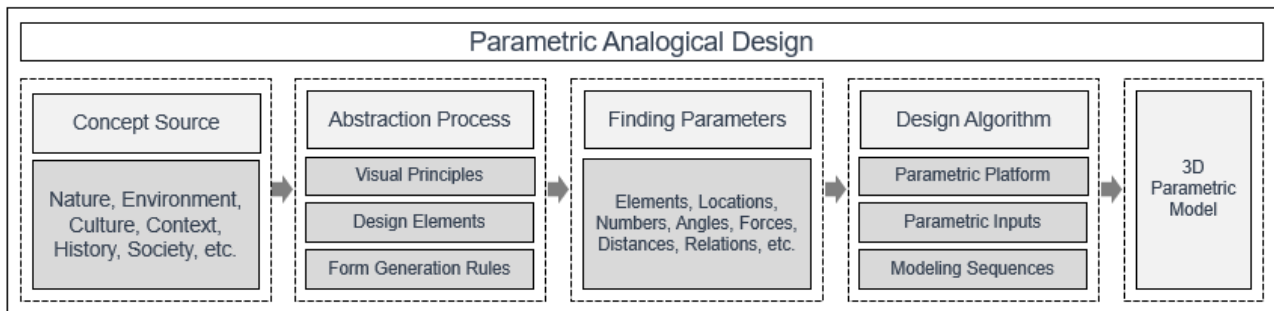 Parametric Analogical Design
Concept Source
Nature, Environment,
Culture, Context,
History, Society, etc.
Abstraction Process
Visual Principles
Design Elements
Form Generation Rules
Finding Parameters
Elements, Locations,
Numbers, Angles, Forces,
Distances, Relations, etc.
Design Algorithm
Parametric Platform
Parametric Inputs
Modeling Sequences
3D
Parametric
Model